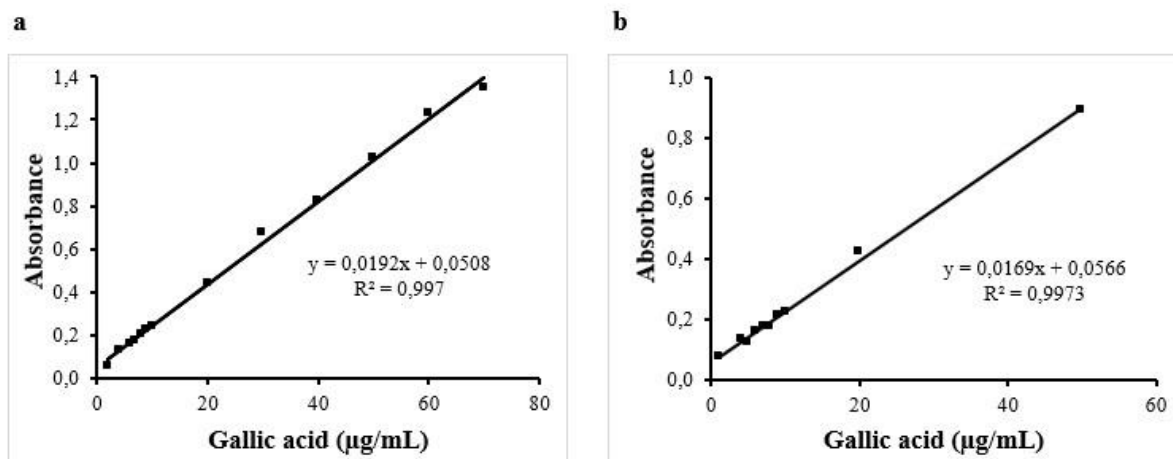 a
1,4
1,2
1,0
0,8
0,6
0,4
0,2
0,0
0 20 40 60 80
Absorbance
Gallic acid (µg/mL)
y = 0,0192x + 0,0508
R² = 0,997
b
1,0
0,8
0,6
0,4
0,2
0,0
0 20 40 60
Absorbance
Gallic acid (µg/mL)
y = 0,0169x + 0,0566
R² = 0,9973